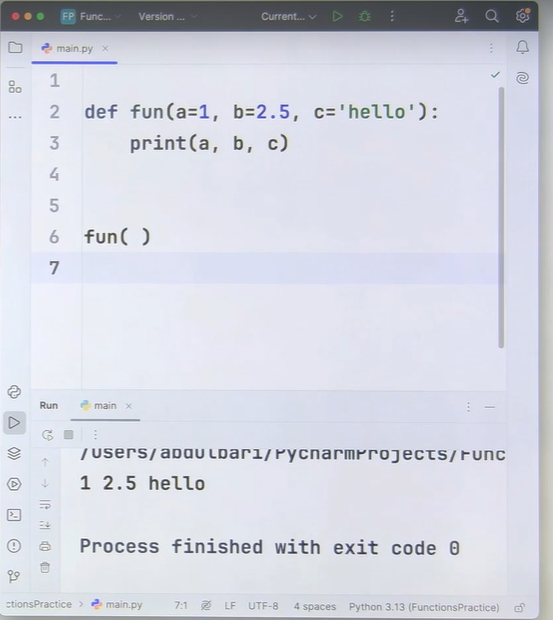 FP Func... Version ... Current...
main.py
1
2 def fun(a=1, b=2.5, c='hello'):
3     print(a, b, c)
4
5
6 fun( )
7
Run main
/Users/abdulbari/PycharmProjects/Func
1 2.5 hello
Process finished with exit code 0
ctionsPractice > main.py 7:1 LF UTF-8 4 spaces Python 3.13 (FunctionsPractice)